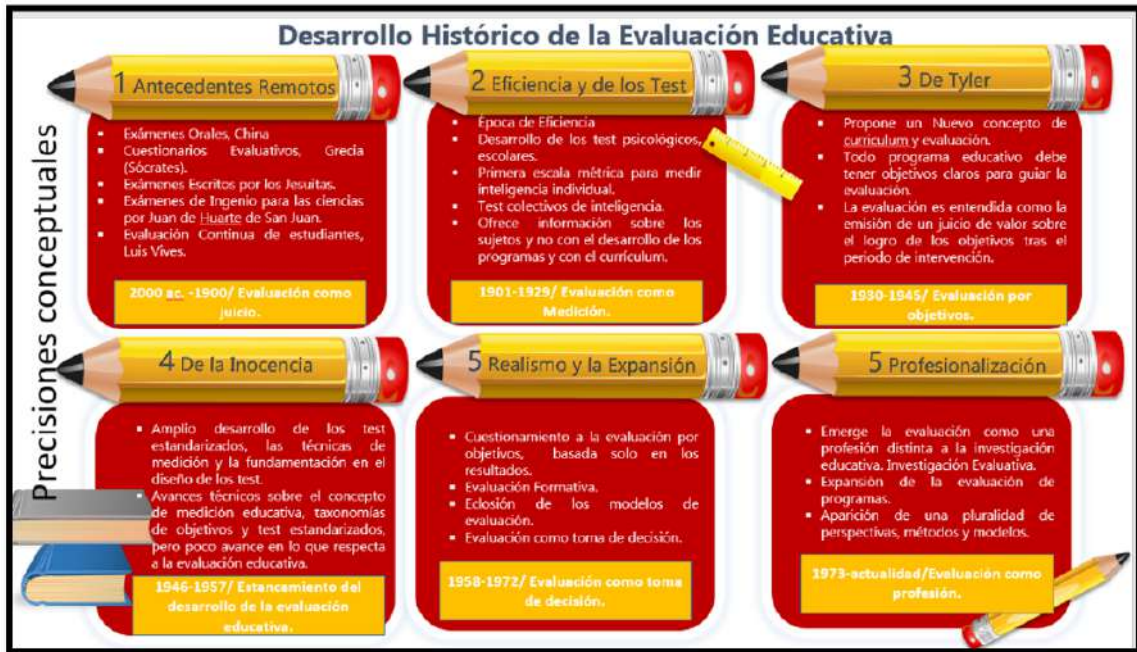 Desarrollo Histórico de la Evaluación Educativa
Precisiones conceptuales
1 Antecedentes Remotos
▪ Exámenes Orales, China
▪ Cuestionarios Evaluativos, Grecia
(Sócrates).
▪ Exámenes Escritos por los Jesuitas.
▪ Exámenes de Ingenio para las ciencias
por Juan de Huarte de San Juan.
▪ Evaluación Continua de estudiantes,
Luis Vives.
2000 ac. -1900/ Evaluación como
juicio.
2 Eficiencia y de los Test
▪ Época de Eficiencia
▪ Desarrollo de los test psicológicos,
escolares.
▪ Primera escala métrica para medir
inteligencia individual.
▪ Test colectivos de inteligencia.
▪ Ofrece información sobre los
sujetos y no con el desarrollo de los
programas y con el currículum.
1901-1929/ Evaluación como
Medición.
3 De Tyler
▪ Propone un Nuevo concepto de
curriculum y evaluación.
▪ Todo programa educativo debe
tener objetivos claros para guiar la
evaluación.
▪ La evaluación es entendida como la
emisión de un juicio de valor sobre
el logro de los objetivos tras el
periodo de intervención.
1930-1945/ Evaluación por
objetivos.
4 De la Inocencia
▪ Amplio desarrollo de los test
estandarizados, las técnicas de
medición y la fundamentación en el
diseño de los test.
▪ Avances técnicos sobre el concepto
de medición educativa, taxonomías
de objetivos y test estandarizados,
pero poco avance en lo que respecta
a la evaluación educativa.
1946-1957/ Estancamiento del
desarrollo de la evaluación
educativa.
5 Realismo y la Expansión
▪ Cuestionamiento a la evaluación por
objetivos, basada solo en los
resultados.
▪ Evaluación Formativa.
▪ Eclosión de los modelos de
evaluación.
▪ Evaluación como toma de decisión.
1958-1972/ Evaluación como toma
de decisión.
5 Profesionalización
▪ Emerge la evaluación como una
profesión distinta a la investigación
educativa. Investigación Evaluativa.
▪ Expansión de la evaluación de
programas.
▪ Aparición de una pluralidad de
perspectivas, métodos y modelos.
1973-actualidad/Evaluación como
profesión.